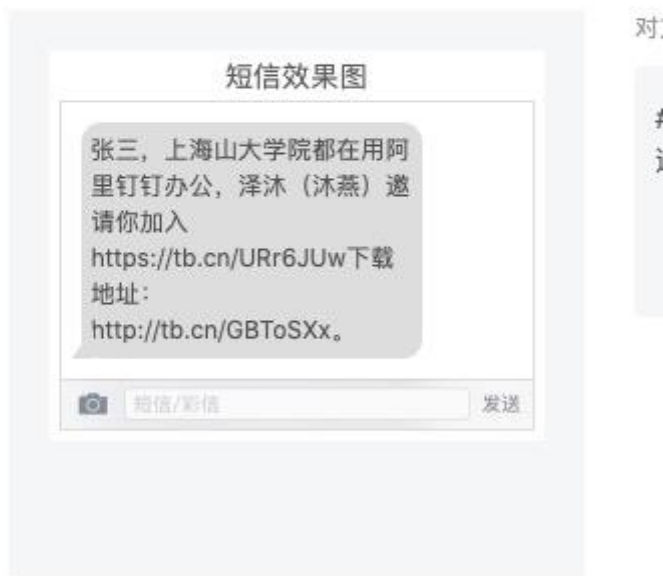 短信效果图
张三，上海山大学院都在用阿
里钉钉办公，泽沐（沐燕）邀
请你加入
https://tb.cn/URr6JUw下载
地址：
http://tb.cn/GBToSXx。
短信/彩信
发送
对
#